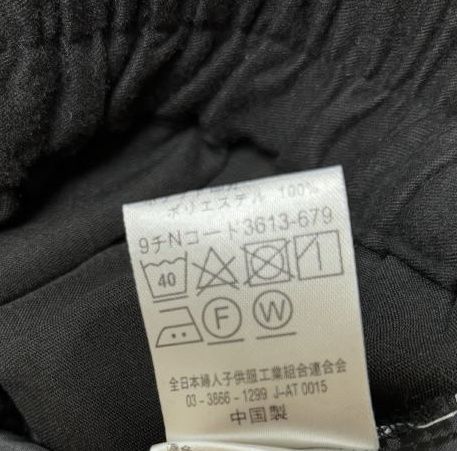 ポリエステル 100%
9チNコード3613-679
40
F W
全日本婦人子供服工業組合連合会
03-3866-1299 J-AT 0015
中国製